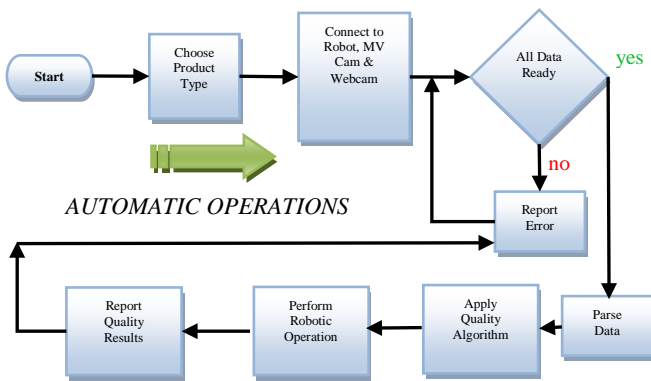 Start
Choose
Product
Type
Connect to
Robot, MV
Cam &
Webcam
All Data
Ready
yes
no
Report
Error
AUTOMATIC OPERATIONS
Report
Quality
Results
Perform
Robotic
Operation
Apply
Quality
Algorithm
Parse
Data